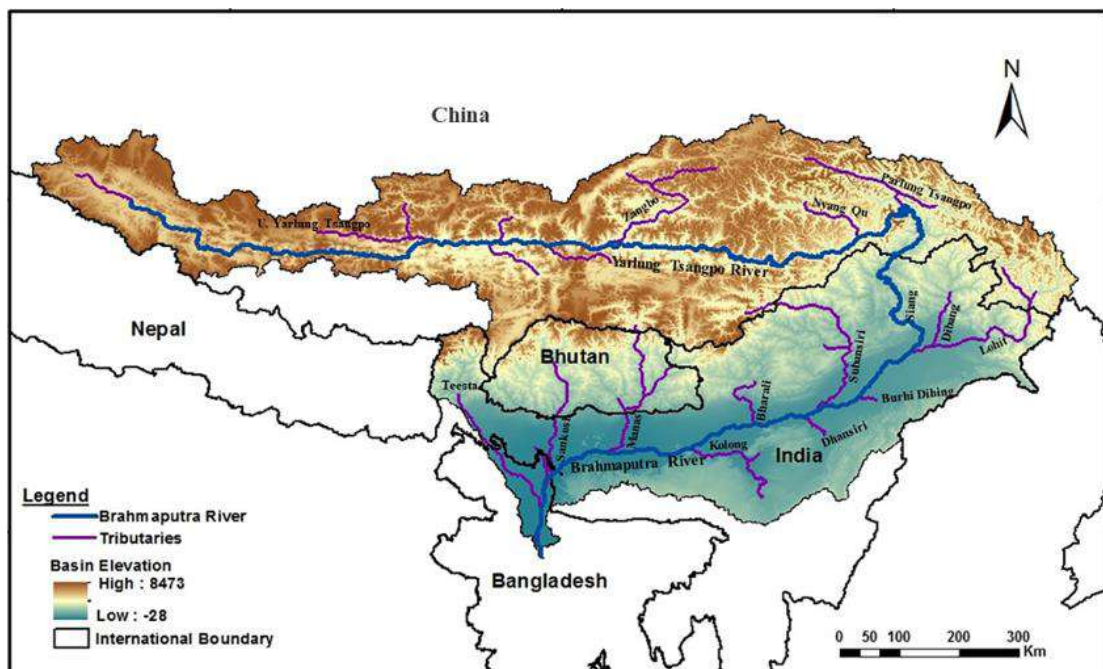 N
China
Parlung Tsangpo
Zangbo
Nyang Qu
U. Yarlung Tsangpo
Yarlung Tsangpo River
Siang
Dibang
Nepal
Lohit
Bhutan
Subansiri
Teesta
Burhi Dihing
Bharali
Manas
Sankosi
Dhansiri
Kolong
India
Brahmaputra River
Legend
Brahmaputra River
Tributaries
Basin Elevation
High : 8473
Low : -28
International Boundary
Bangladesh
0 50 100 200 300
Km